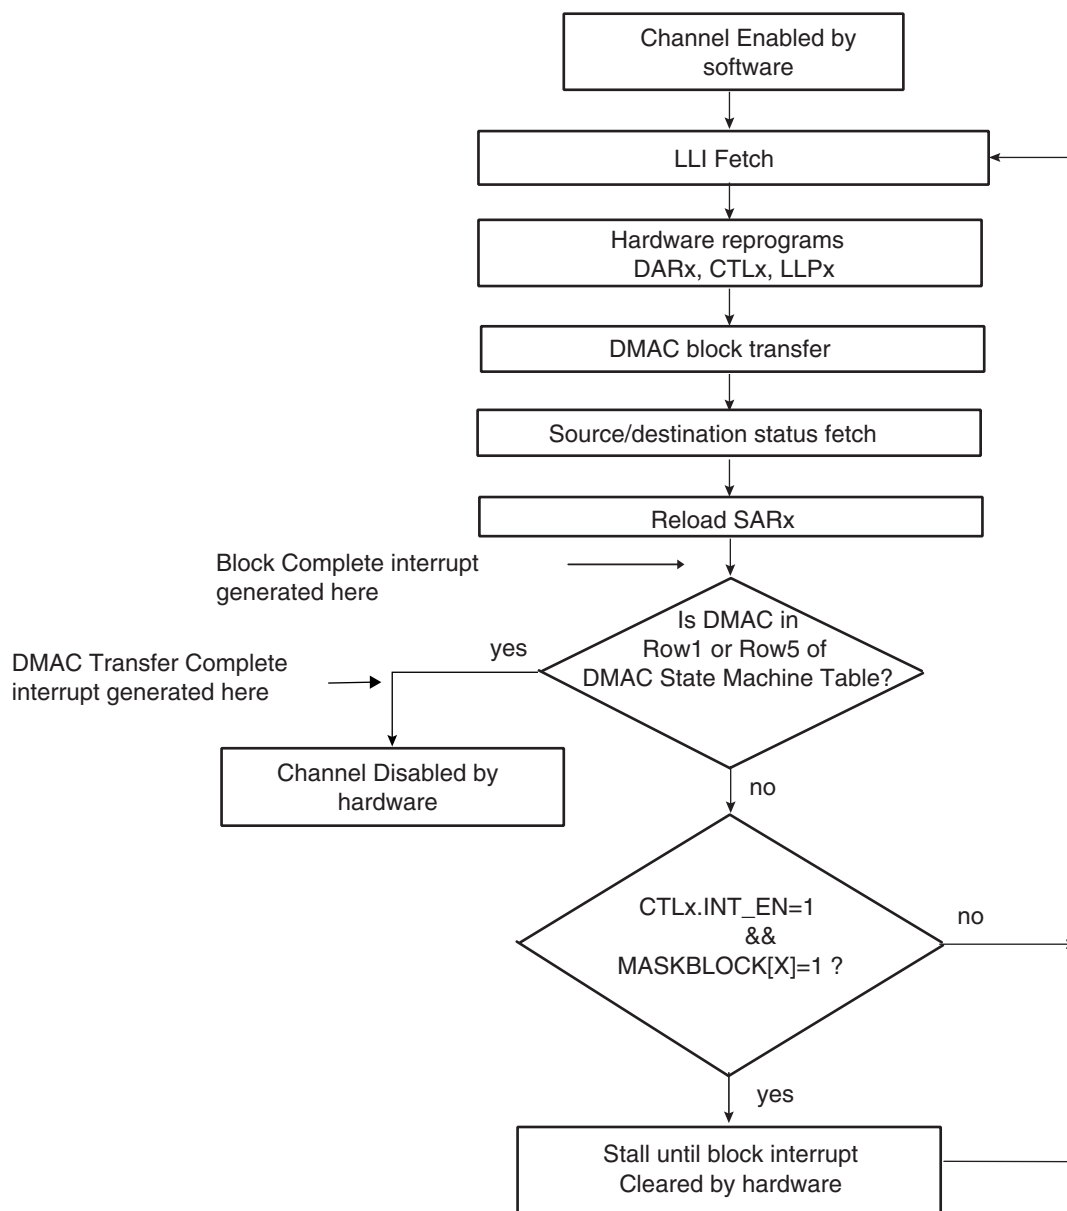 Channel Enabled by
software
LLI Fetch
Hardware reprograms
DARx, CTLx, LLPx
DMAC block transfer
Source/destination status fetch
Reload SARx
Block Complete interrupt
generated here
Is DMAC in
Row1 or Row5 of
DMAC State Machine Table?
yes
DMAC Transfer Complete
interrupt generated here
Channel Disabled by
hardware
no
CTLx.INT_EN=1
&&
MASKBLOCK[X]=1 ?
no
yes
Stall until block interrupt
Cleared by hardware